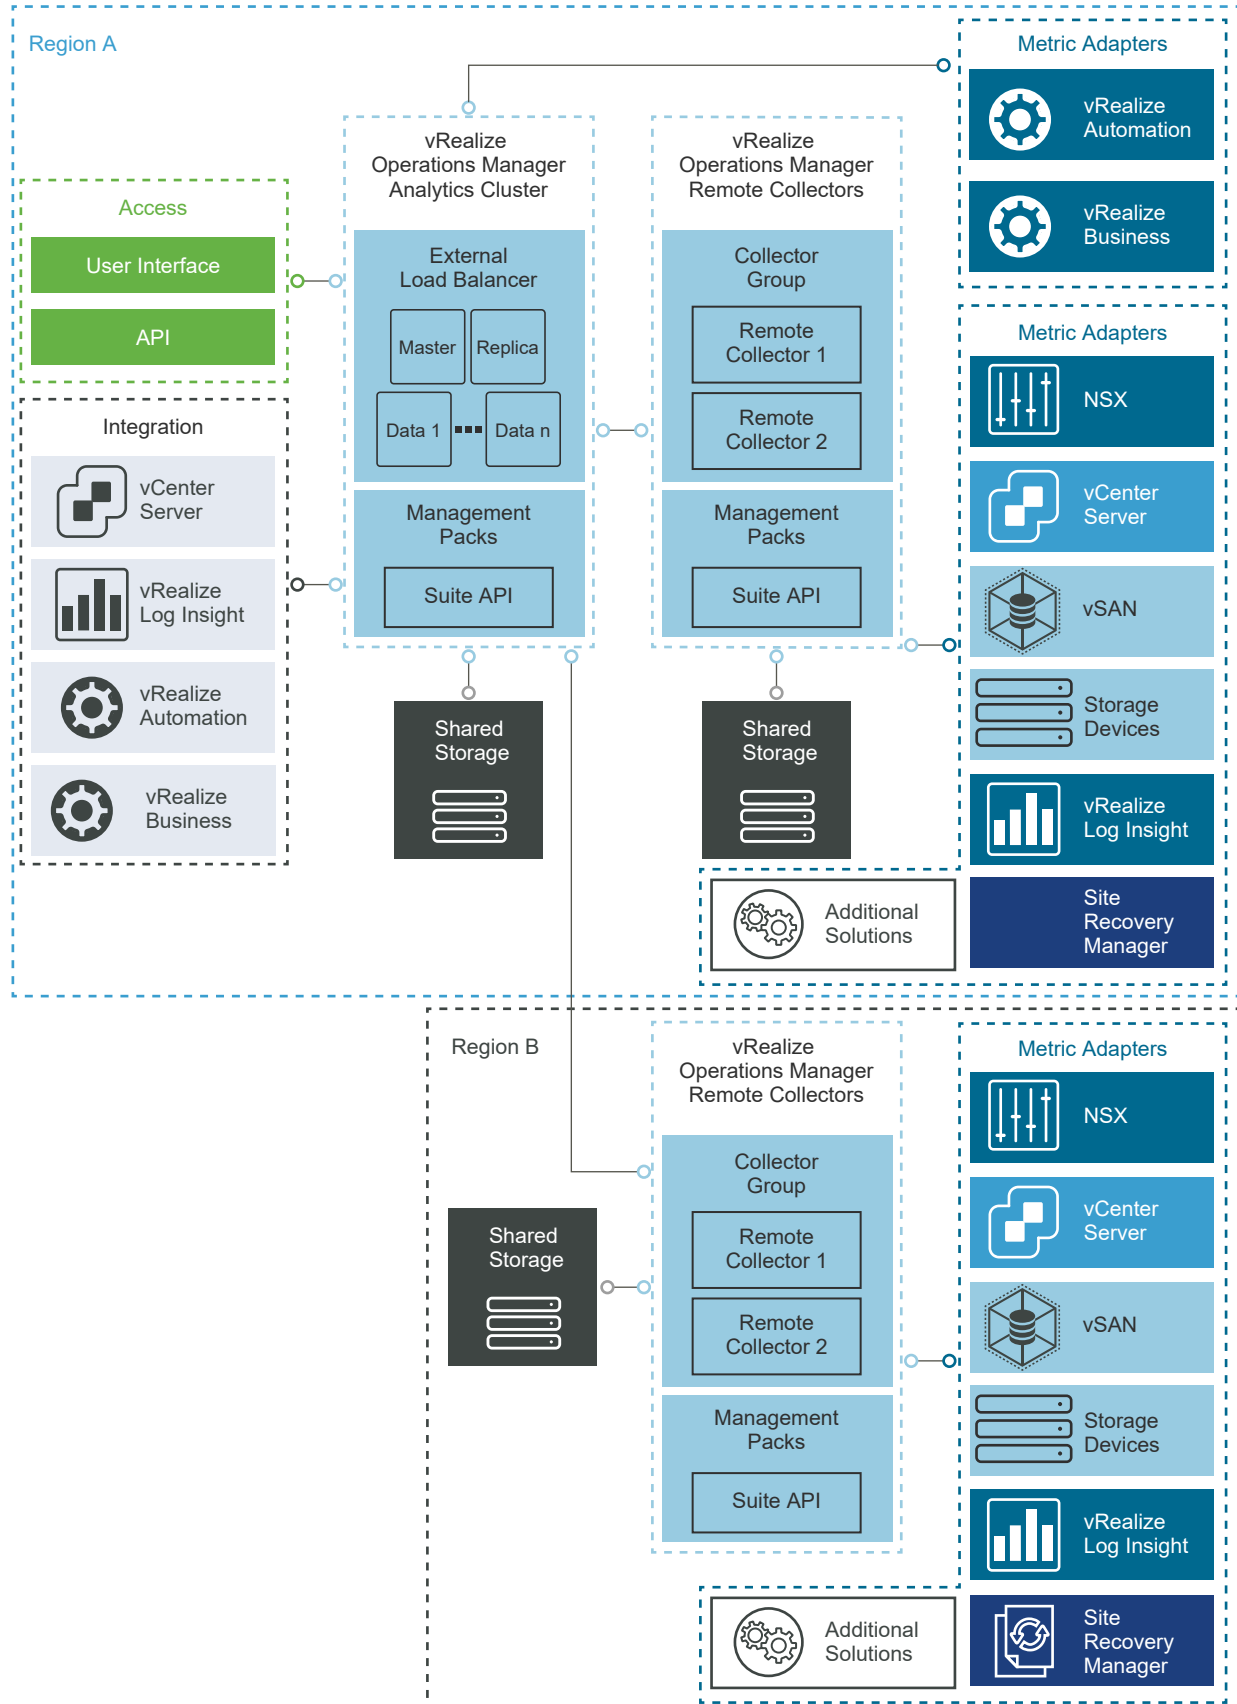 Region A
Access
User Interface
API
Integration
vCenter
Server
vRealize
Log Insight
vRealize
Automation
vRealize
Business
vRealize
Operations Manager
Analytics Cluster
External
Load Balancer
Master
Replica
Data 1
Data n
Management
Packs
Suite API
Shared
Storage
vRealize
Operations Manager
Remote Collectors
Collector
Group
Remote
Collector 1
Remote
Collector 2
Management
Packs
Suite API
Shared
Storage
Metric Adapters
vRealize
Automation
vRealize
Business
Metric Adapters
NSX
vCenter
Server
vSAN
Storage
Devices
vRealize
Log Insight
Site
Recovery
Manager
Additional
Solutions
Region B
Shared
Storage
vRealize
Operations Manager
Remote Collectors
Collector
Group
Remote
Collector 1
Remote
Collector 2
Management
Packs
Suite API
Metric Adapters
NSX
vCenter
Server
vSAN
Storage
Devices
vRealize
Log Insight
Site
Recovery
Manager
Additional
Solutions